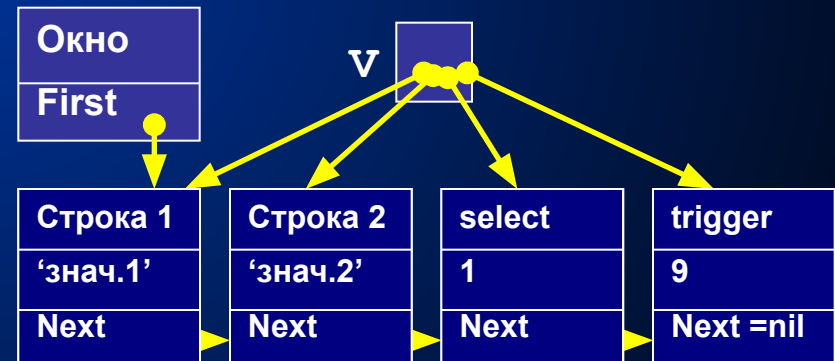 Окно
First
v
Строка 1
‘знач.1’
Next
Строка 2
‘знач.2’
Next
select
1
Next
trigger
9
Next =nil